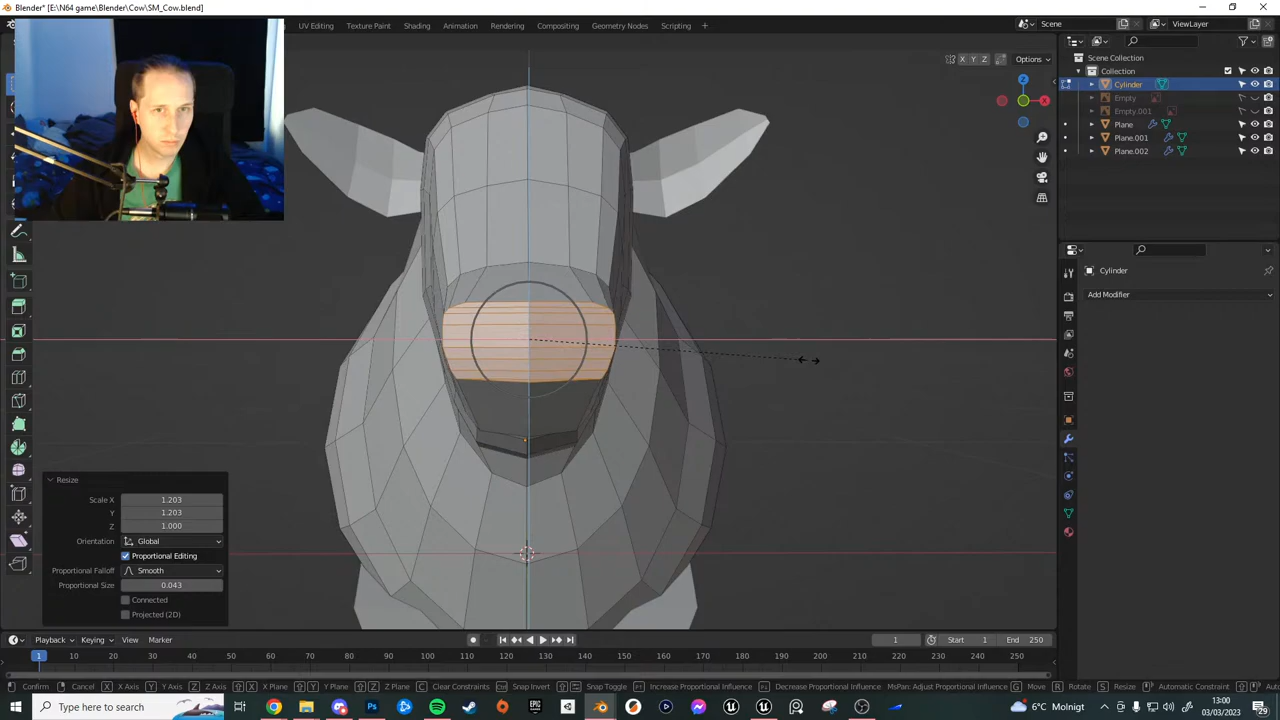 Blender* [E:\N64 game\Blender\Cow\SM_Cow.blend]
UV Editing
Texture Paint
Shading
Animation
Rendering
Compositing
Geometry Nodes
Scripting
+
Scene
ViewLayer
X Y Z
Options
Scene Collection
Collection
Cylinder
Empty
Empty.001
Plane
Plane.001
Plane.002
Z
X
Cylinder
Add Modifier
Resize
Scale X 1.203
Y 1.203
Z 1.000
Orientation Global
Proportional Editing
Proportional Falloff Smooth
Proportional Size 0.043
Connected
Projected (2D)
Playback
Keying
View
Marker
1
Start 1
End 250
1 10 20 30 40 50 60 70 80 90 100 110 120 130 140 150 160 170 180 190 200 210 220 230 240 250
Confirm
Cancel
X X Axis
Y Y Axis
Z Z Axis
X X Plane
Y Y Plane
Z Z Plane
C Clear Constraints
Snap Invert
Snap Toggle
Increase Proportional Influence
Decrease Proportional Influence
MsPan: Adjust Proportional Influence
G Move
R Rotate
S Resize
Automatic Constraint
Type here to search
6°C Molnigt
13:00
03/03/2023